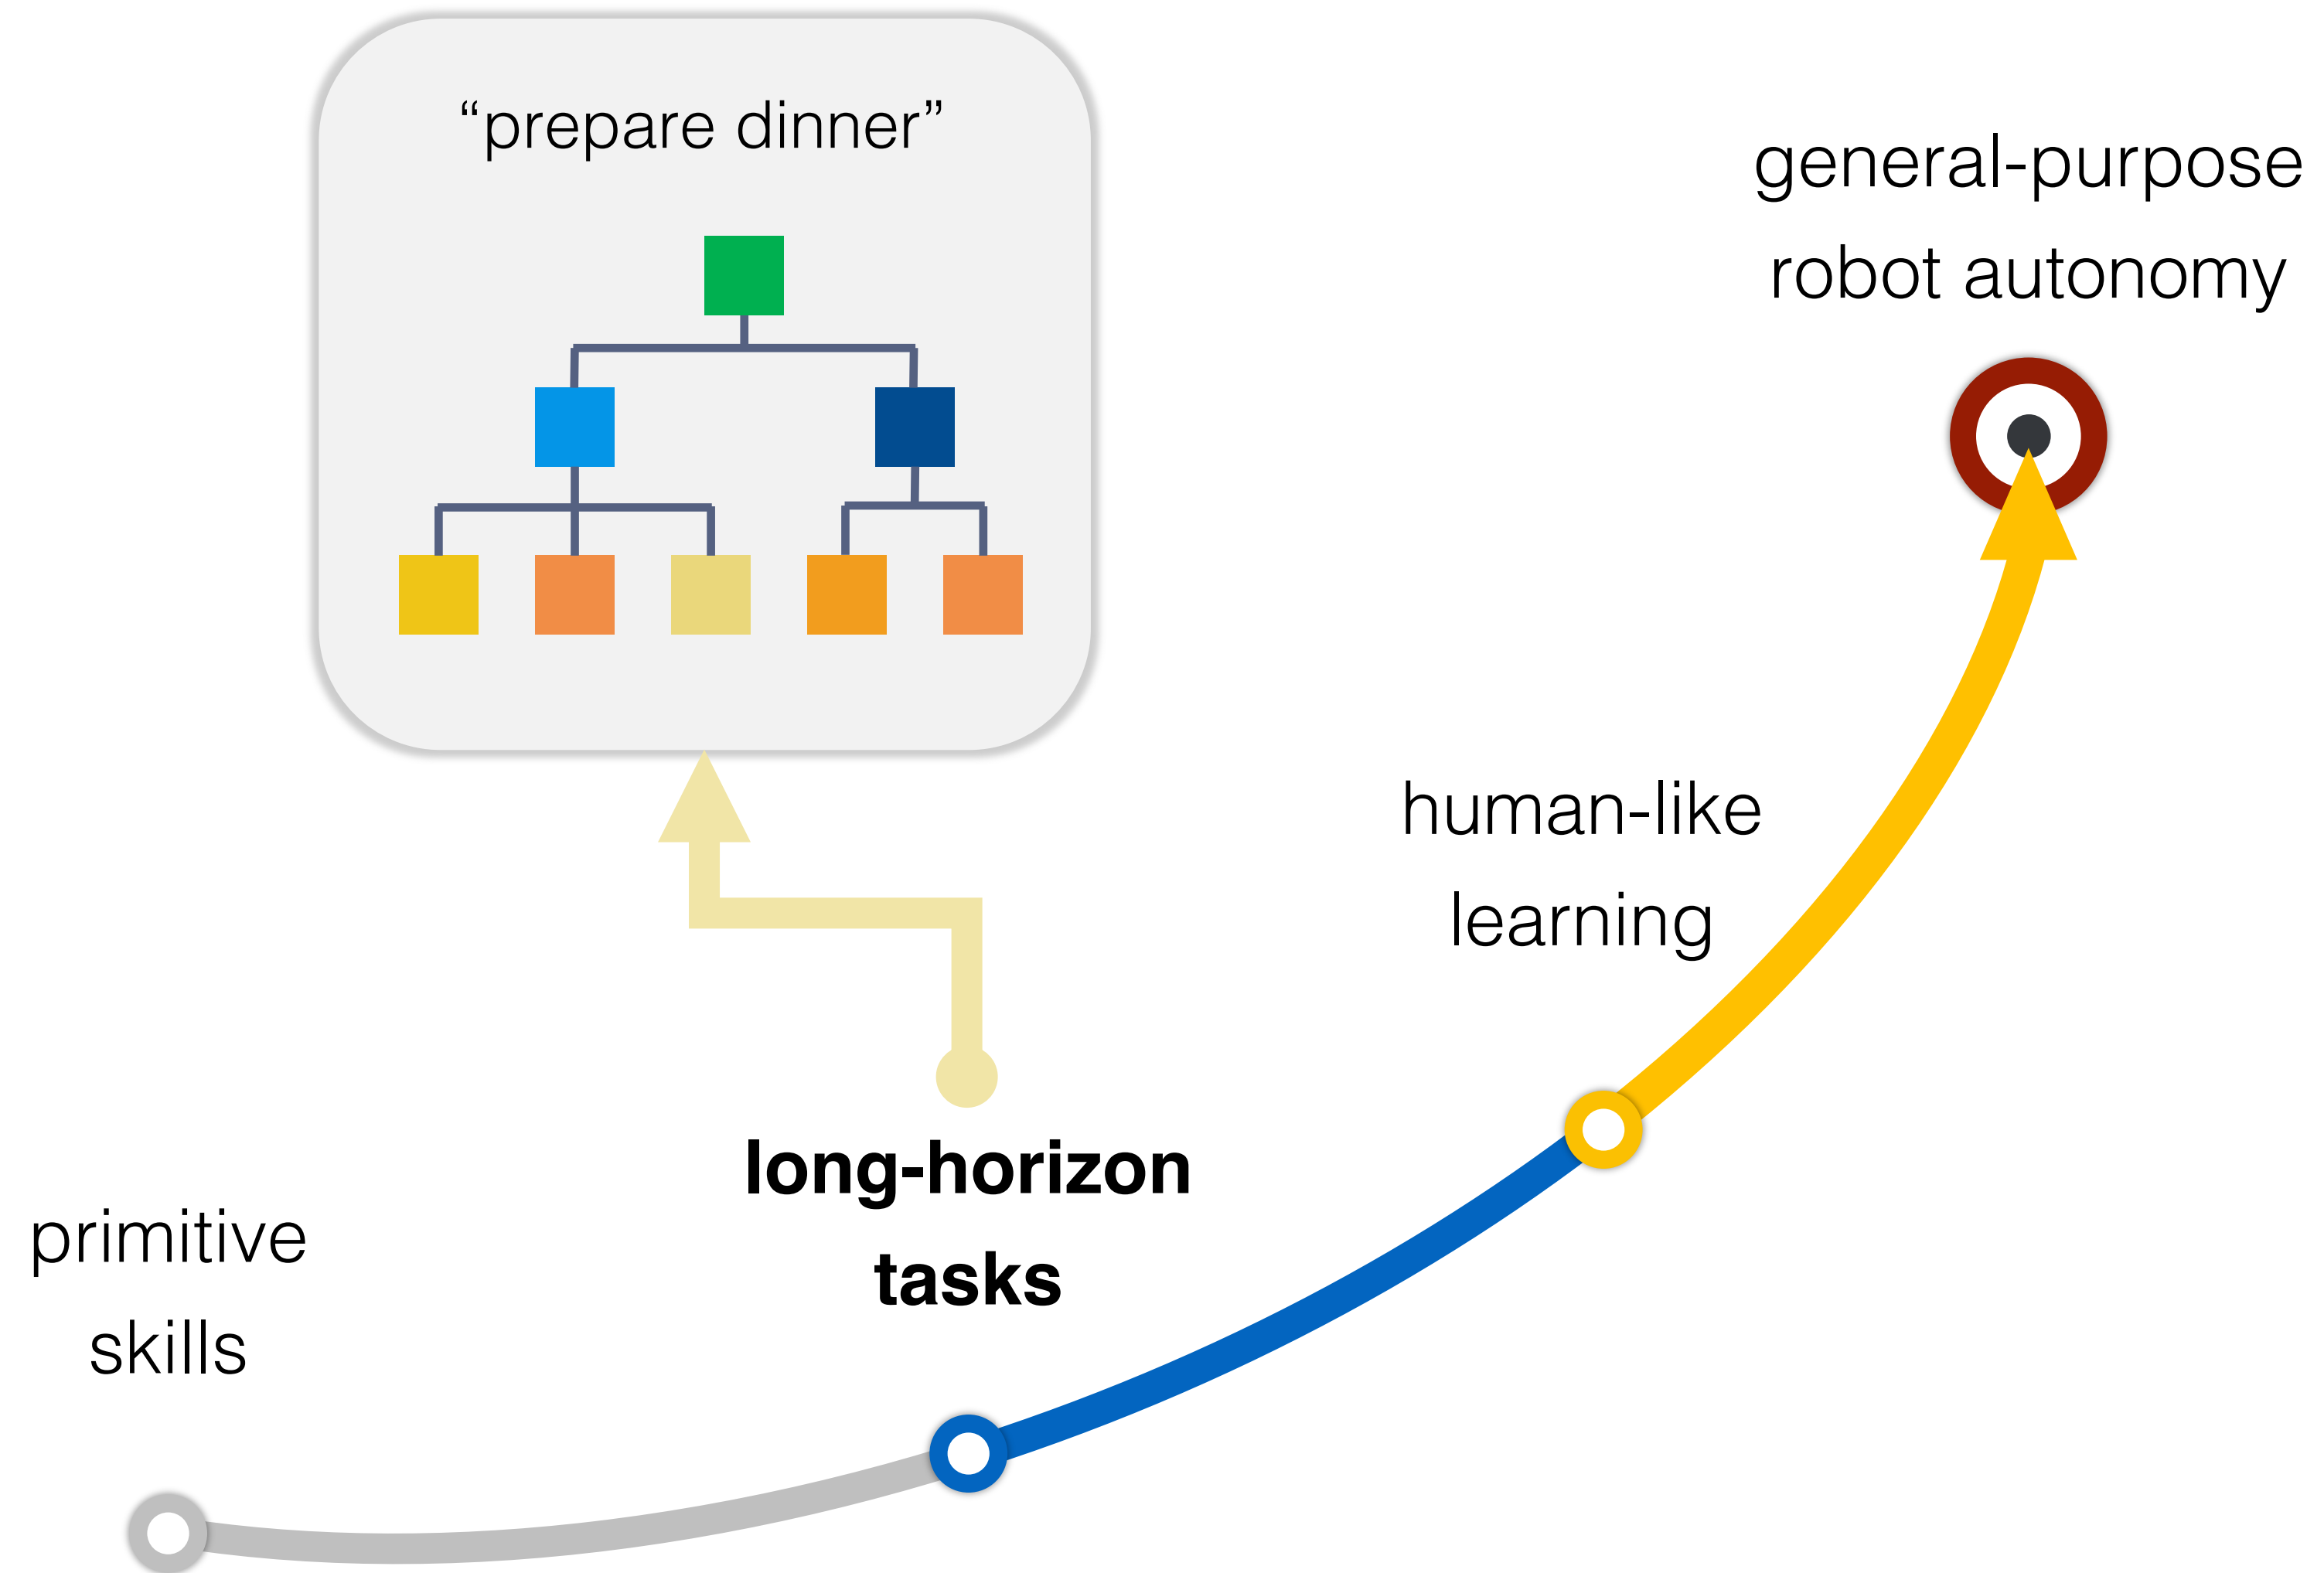 “prepare dinner”
general-purpose
robot autonomy
human-like
learning
long-horizon
tasks
primitive
skills